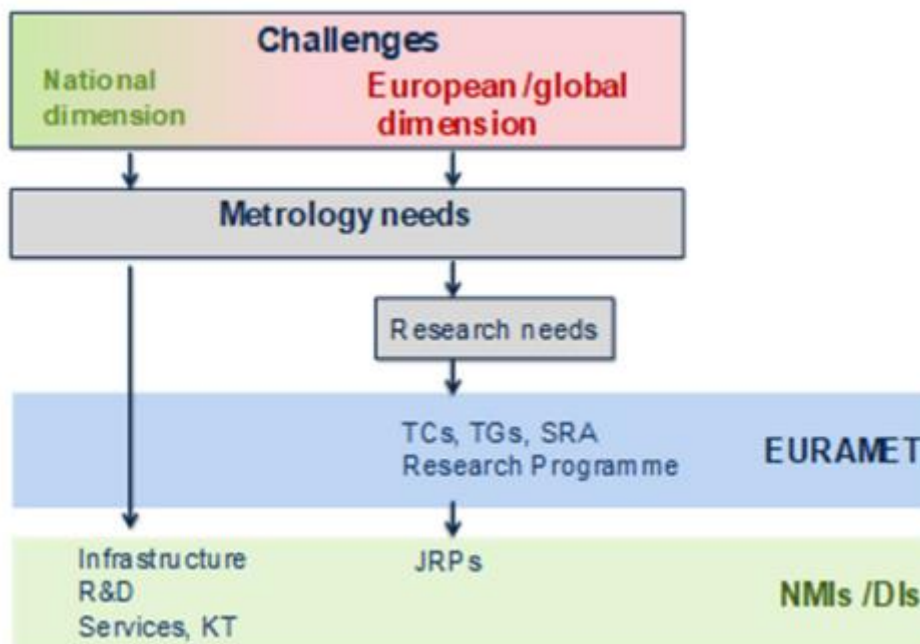 Challenges
National
dimension
European/global
dimension
Metrology needs
Research needs
TCs, TGs, SRA
Research Programme
EURAMET
Infrastructure
R&D
Services, KT
JRPs
NMIs /DIs